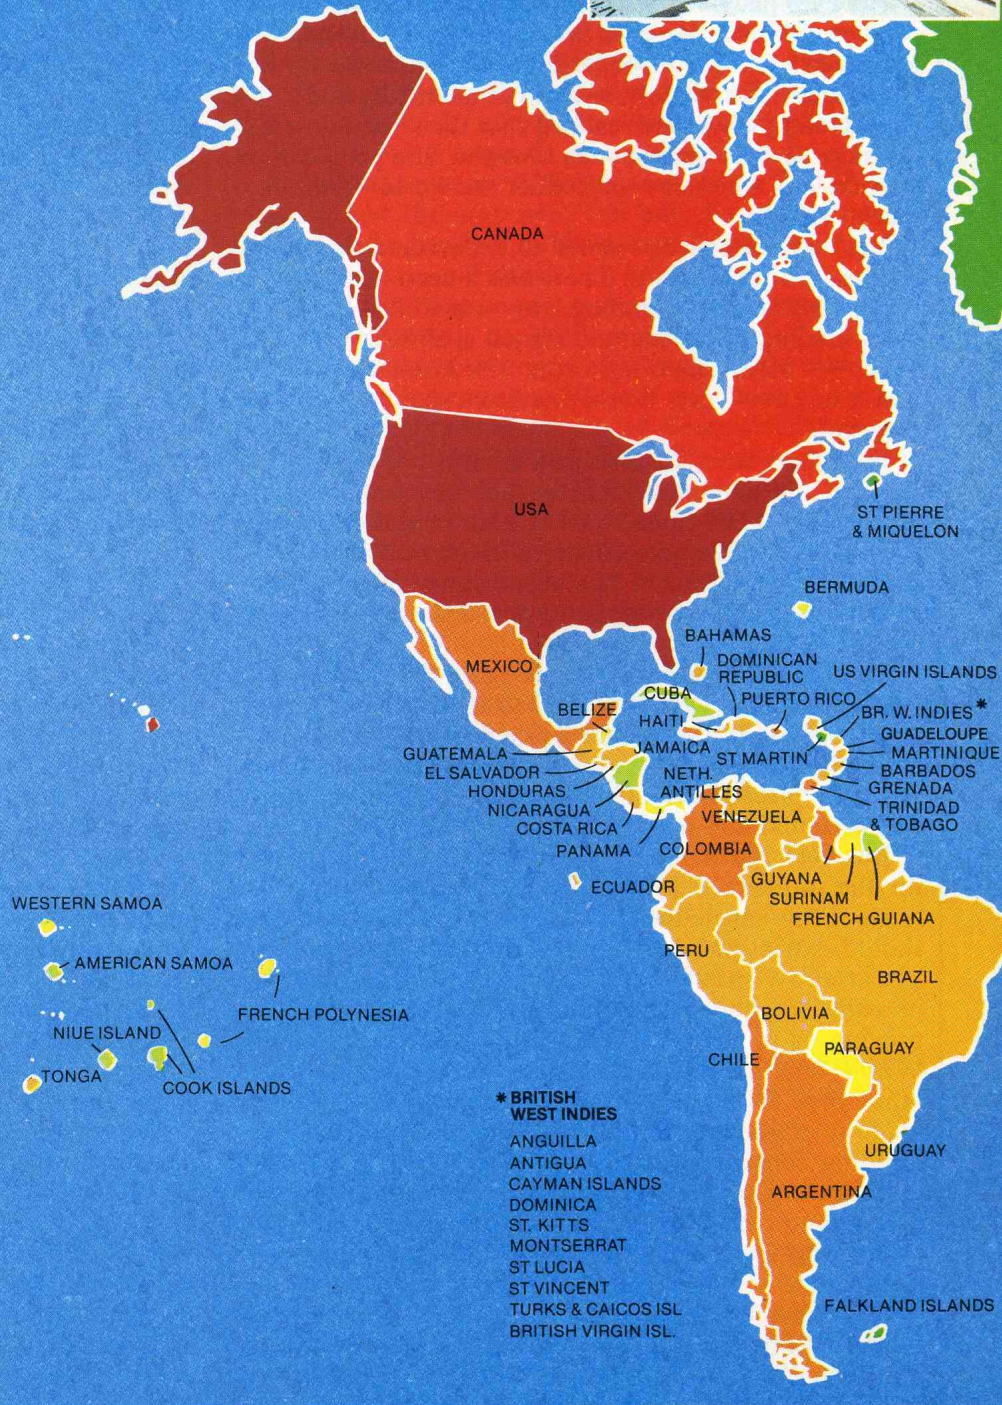 CANADA
USA
ST PIERRE
& MIQUELON
BERMUDA
BAHAMAS
MEXICO
DOMINICAN
REPUBLIC
US VIRGIN ISLANDS
CUBA
PUERTO RICO
BELIZE
BR. W. INDIES *
HAITI
GUADELOUPE
JAMAICA
ST MARTIN
MARTINIQUE
GUATEMALA
EL SALVADOR
BARBADOS
NETH.
ANTILLES
HONDURAS
GRENADA
NICARAGUA
TRINIDAD
& TOBAGO
VENEZUELA
COSTA RICA
PANAMA
COLOMBIA
GUYANA
ECUADOR
SURINAM
WESTERN SAMOA
FRENCH GUIANA
PERU
AMERICAN SAMOA
BRAZIL
FRENCH POLYNESIA
BOLIVIA
NIUE ISLAND
PARAGUAY
CHILE
TONGA
COOK ISLANDS
* BRITISH
WEST INDIES
ANGUILLA
ANTIGUA
CAYMAN ISLANDS
DOMINICA
ST. KITTS
MONTSERRAT
ST LUCIA
ST VINCENT
TURKS & CAICOS ISL
BRITISH VIRGIN ISL.
URUGUAY
ARGENTINA
FALKLAND ISLANDS